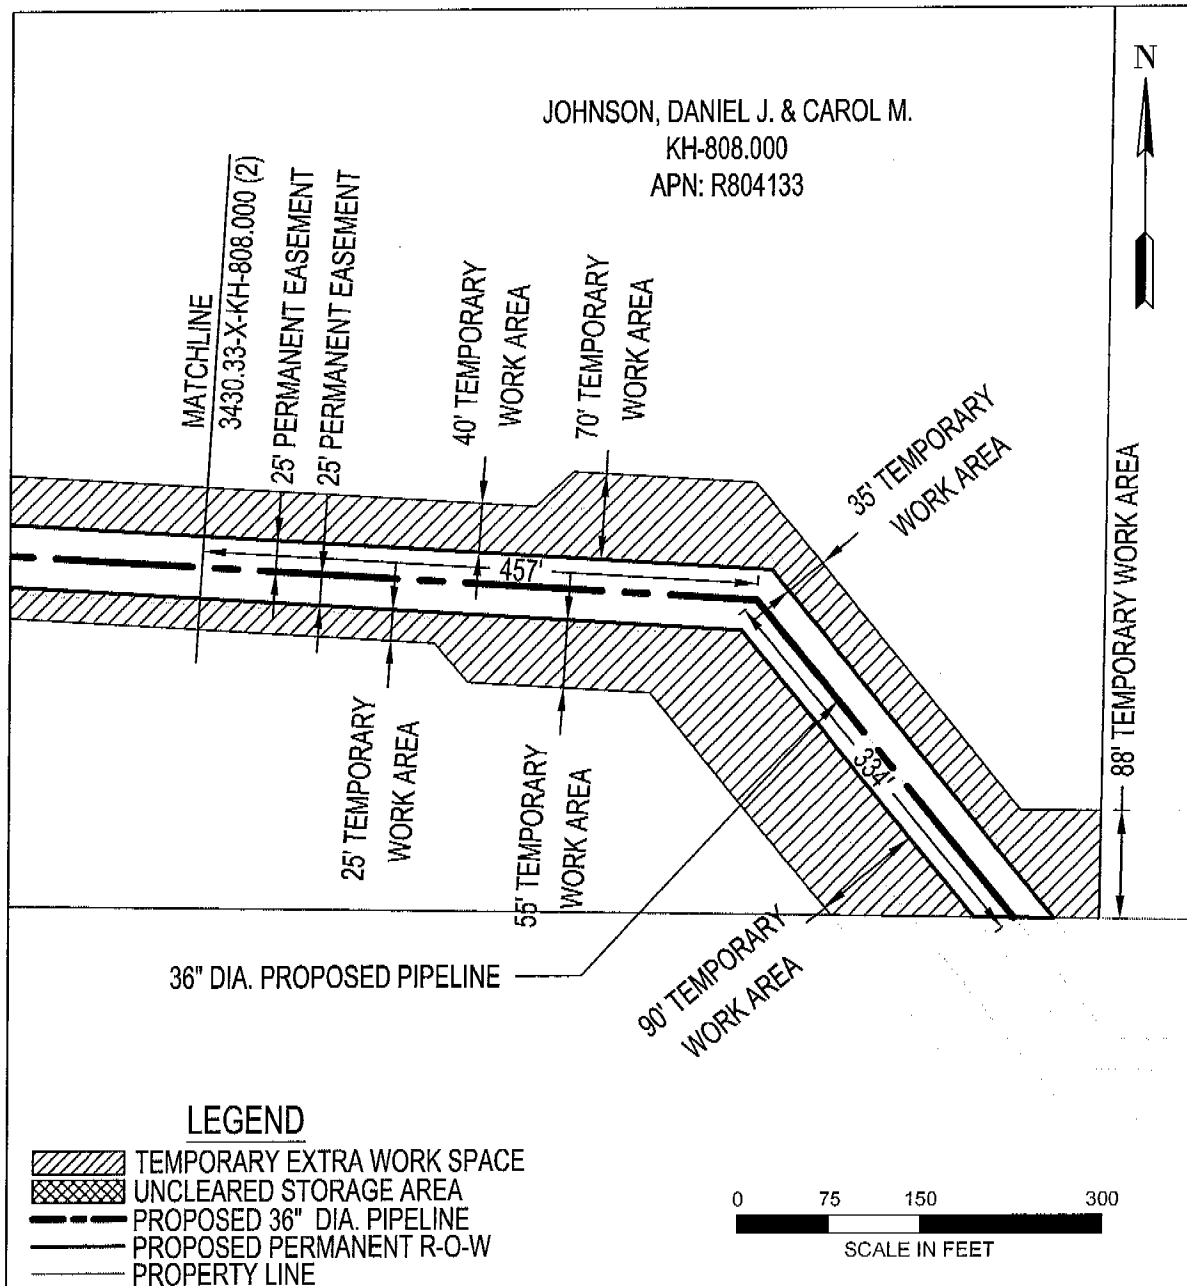 N
JOHNSON, DANIEL J. & CAROL M.
KH-808.000
APN: R804133
MATCHLINE
3430.33-X-KH-808.000 (2)
25' PERMANENT EASEMENT
25' PERMANENT EASEMENT
40' TEMPORARY
WORK AREA
70' TEMPORARY
WORK AREA
35' TEMPORARY
WORK AREA
88' TEMPORARY WORK AREA
457'
334'
25' TEMPORARY
WORK AREA
55' TEMPORARY
WORK AREA
90' TEMPORARY
WORK AREA
36" DIA. PROPOSED PIPELINE
LEGEND
TEMPORARY EXTRA WORK SPACE
UNCLEARED STORAGE AREA
PROPOSED 36" DIA. PIPELINE
PROPOSED PERMANENT R-O-W
PROPERTY LINE
0 75 150 300
SCALE IN FEET